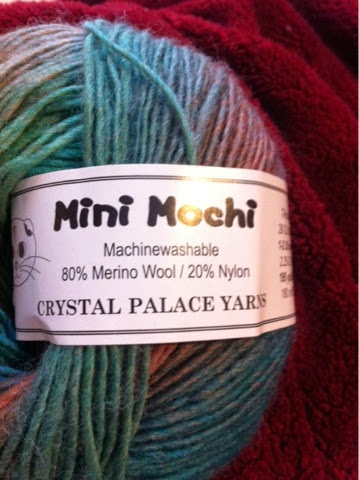 Mini Mochi
Machinewashable
80% Merino Wool / 20% Nylon
CRYSTAL PALACE YARNS